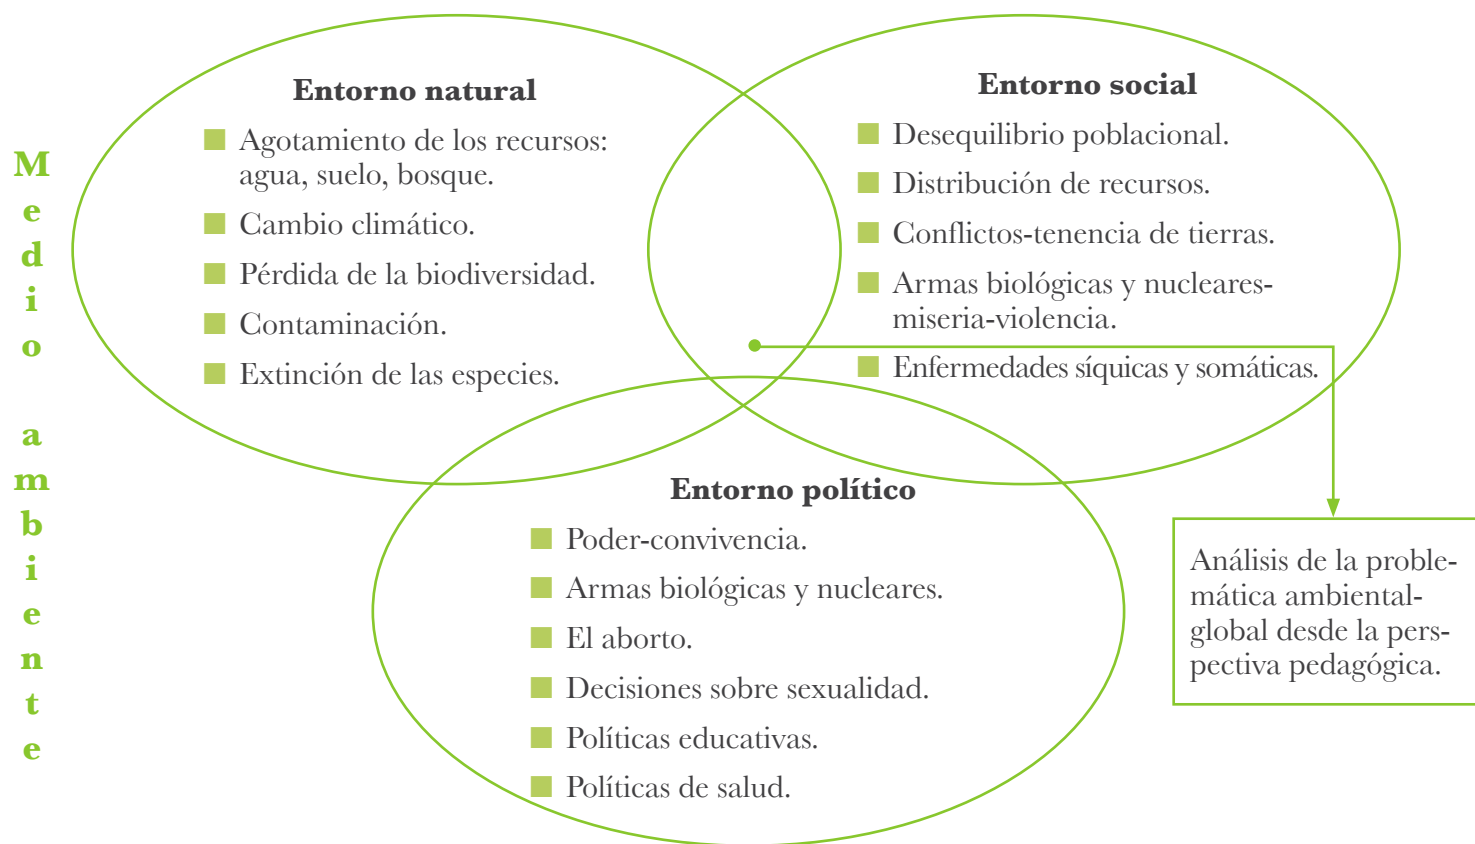 Medio ambiente
Entorno natural
Agotamiento de los recursos:
agua, suelo, bosque.
Cambio climático.
Pérdida de la biodiversidad.
Contaminación.
Extinción de las especies.
Entorno social
Desequilibrio poblacional.
Distribución de recursos.
Conflictos-tenencia de tierras.
Armas biológicas y nucleares-
miseria-violencia.
Enfermedades síquicas y somáticas.
Entorno político
Poder-convivencia.
Armas biológicas y nucleares.
El aborto.
Decisiones sobre sexualidad.
Políticas educativas.
Políticas de salud.
Análisis de la proble-
mática ambiental-
global desde la pers-
pectiva pedagógica.